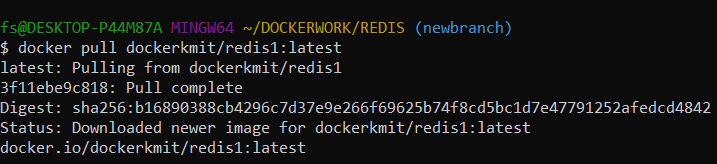 fs@DESKTOP-P44M87A MINGW64 ~/DOCKERWORK/REDIS (newbranch)
$ docker pull dockerkmit/redis1:latest
latest: Pulling from dockerkmit/redis1
3f11ebe9c818: Pull complete
Digest: sha256:b16890388cb4296c7d37e9e266f69625b74f8cd5bc1d7e47791252afedcd4842
Status: Downloaded newer image for dockerkmit/redis1:latest
docker.io/dockerkmit/redis1:latest